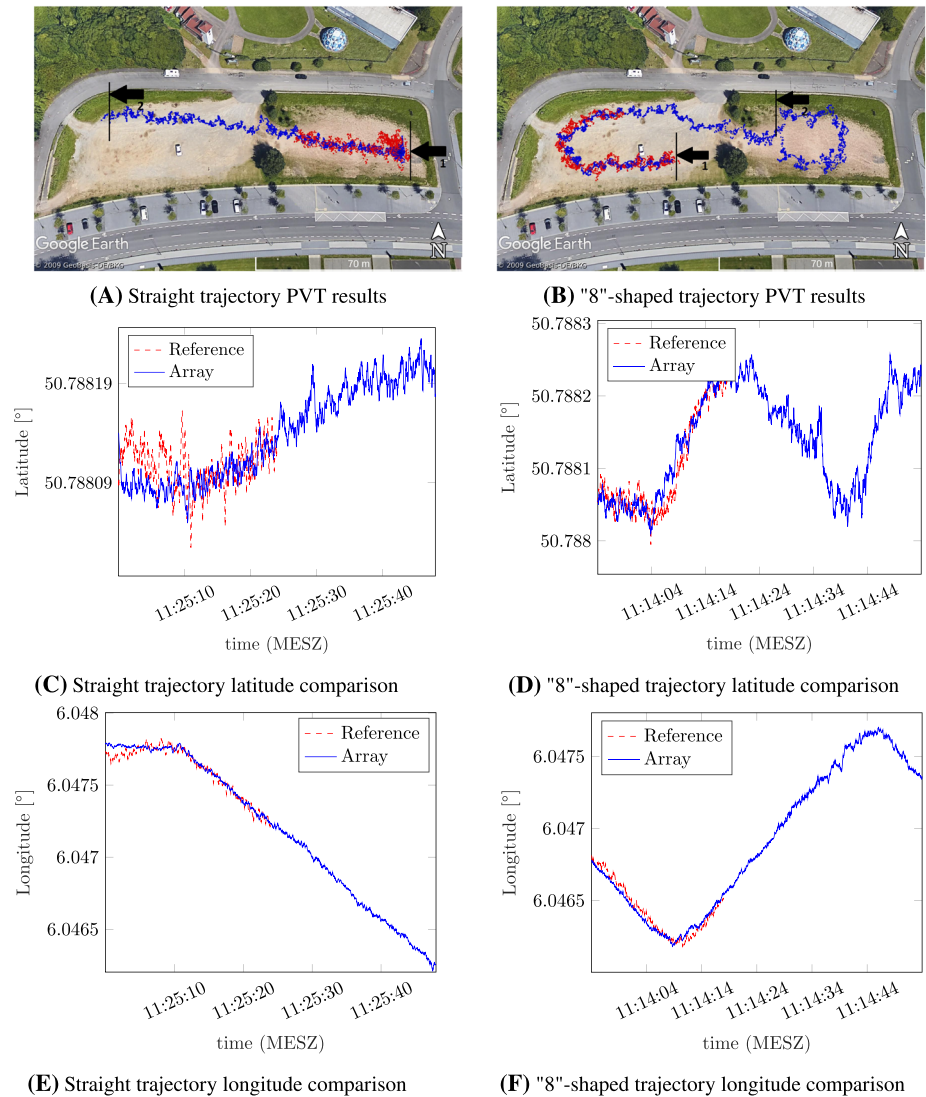 2
1
Google Earth
© 2009 GeoBasis-DE/BKG
70 m
N
1
Google Earth
© 2009 GeoBasis-DE/BKG
70 m
N
(A) Straight trajectory PVT results
(B) "8"-shaped trajectory PVT results
Reference
Array
50.78819
50.78809
Latitude [°]
11:25:10
11:25:20
11:25:30
11:25:40
time (MESZ)
Reference
Array
50.7883
50.7882
50.7881
50.788
Latitude [°]
11:14:04
11:14:14
11:14:24
11:14:34
11:14:44
time (MESZ)
(C) Straight trajectory latitude comparison
(D) "8"-shaped trajectory latitude comparison
Reference
Array
6.048
6.0475
6.047
6.0465
Longitude [°]
11:25:10
11:25:20
11:25:30
11:25:40
time (MESZ)
Reference
Array
6.0475
6.047
6.0465
Longitude [°]
11:14:04
11:14:14
11:14:24
11:14:34
11:14:44
time (MESZ)
(E) Straight trajectory longitude comparison
(F) "8"-shaped trajectory longitude comparison